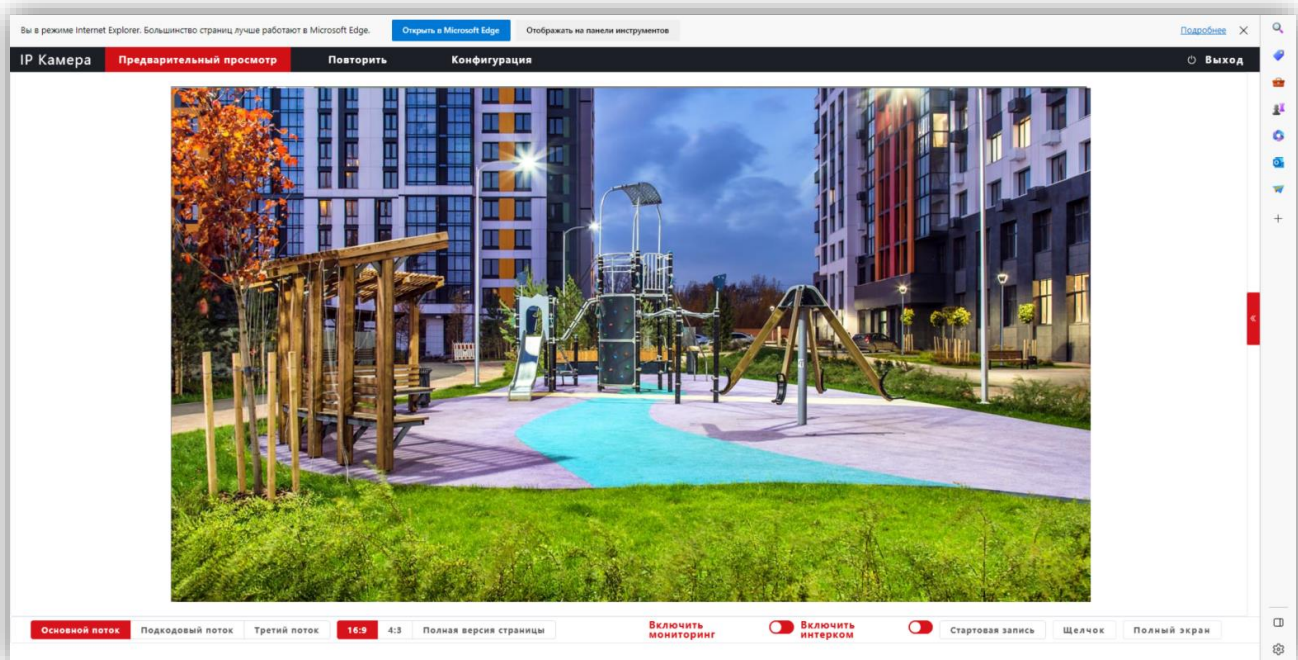 Вы в режиме Internet Explorer. Большинство страниц лучше работают в Microsoft Edge. Открыть в Microsoft Edge Отображать на панели инструментов Подробнее
IP Камера Предварительный просмотр Повторить Конфигурация Выход
Основной поток Подкодовый поток Третий поток 16:9 4:3 Полная версия страницы Включить мониторинг Включить интерком Стартовая запись Щелчок Полный экран